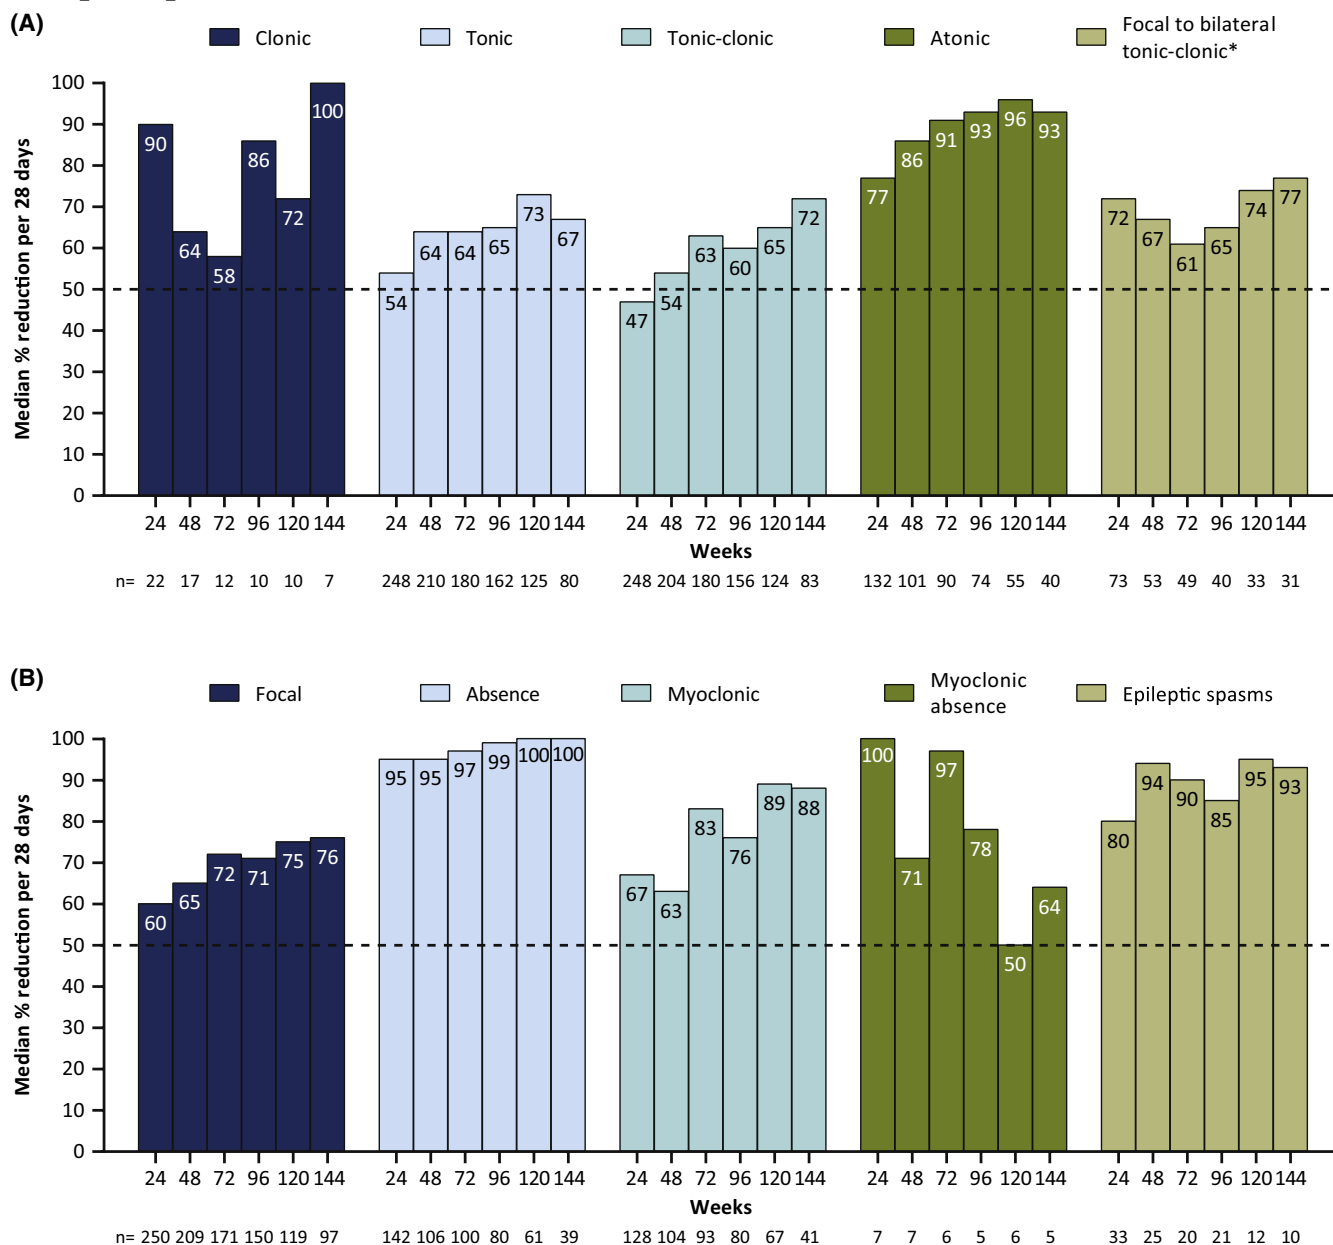 (A)
Clonic
Tonic
Tonic-clonic
Atonic
Focal to bilateral
tonic-clonic*
Median % reduction per 28 days
100
90
80
70
60
50
40
30
20
10
0
90 64 58 86 72 100
54 64 64 65 73 67
47 54 63 60 65 72
77 86 91 93 96 93
72 67 61 65 74 77
24 48 72 96 120 144 24 48 72 96 120 144 24 48 72 96 120 144 24 48 72 96 120 144 24 48 72 96 120 144
Weeks
n= 22 17 12 10 10 7 248 210 180 162 125 80 248 204 180 156 124 83 132 101 90 74 55 40 73 53 49 40 33 31
(B)
Focal
Absence
Myoclonic
Myoclonic
absence
Epileptic spasms
Median % reduction per 28 days
100
90
80
70
60
50
40
30
20
10
0
60 65 72 71 75 76
95 95 97 99 100 100
67 63 83 76 89 88
100 71 97 78 50 64
80 94 90 85 95 93
24 48 72 96 120 144 24 48 72 96 120 144 24 48 72 96 120 144 24 48 72 96 120 144 24 48 72 96 120 144
Weeks
n= 250 209 171 150 119 97 142 106 100 80 61 39 128 104 93 80 67 41 7 7 6 5 6 5 33 25 20 21 12 10